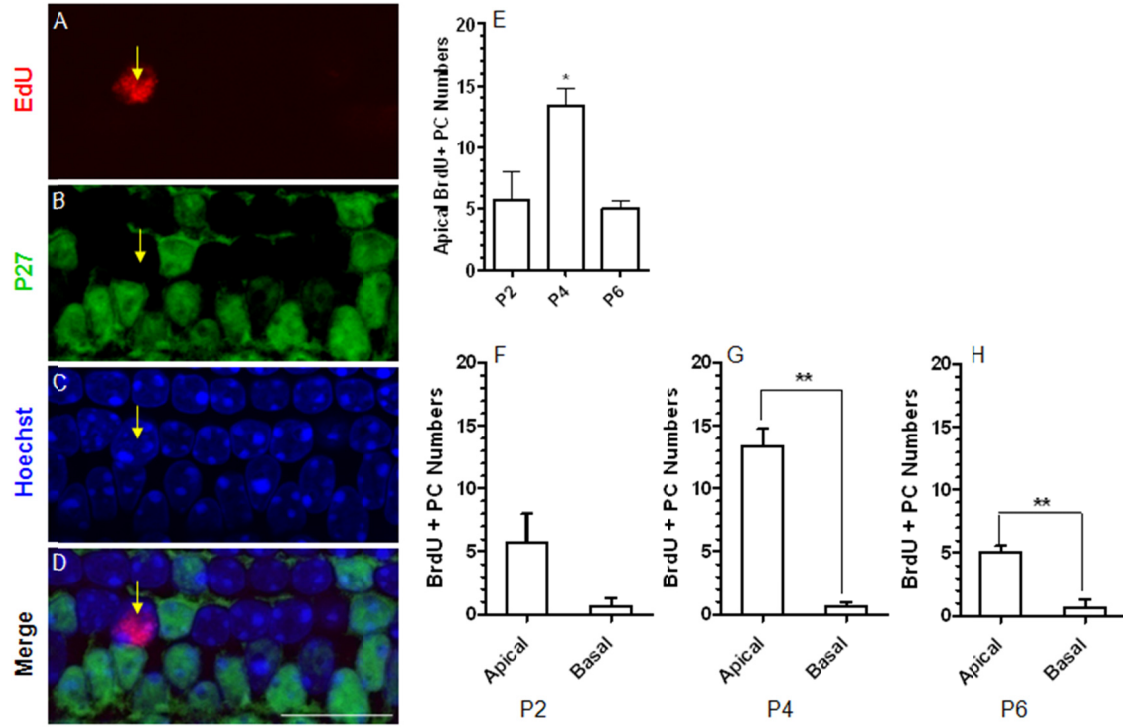 A
EdU
B
P27
C
Hoechst
D
Merge
E
Apical BrdU+ PC Numbers
20
15
10
5
0
*
P2
P4
P6
F
BrdU + PC Numbers
20
15
10
5
0
Apical
Basal
P2
G
BrdU + PC Numbers
20
15
10
5
0
**
Apical
Basal
P4
H
BrdU + PC Numbers
20
15
10
5
0
**
Apical
Basal
P6